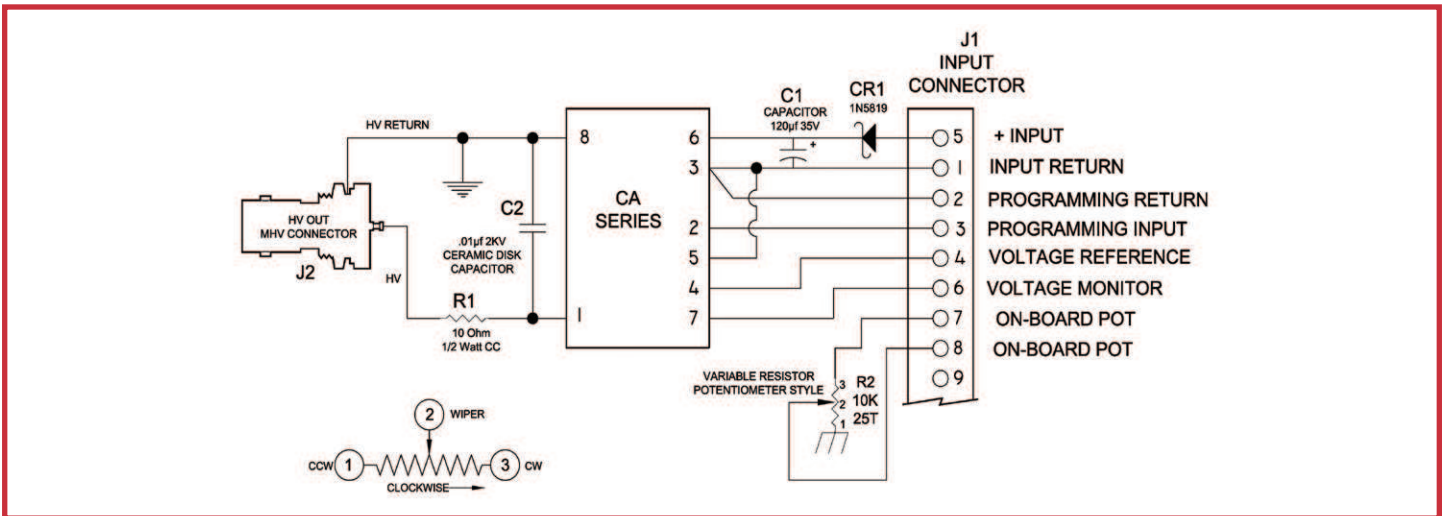 J1
INPUT
CONNECTOR
C1
CAPACITOR
120µf 35V
+
CR1
1N5819
HV RETURN
8
6
5
+ INPUT
3
1
INPUT RETURN
C2
CA
SERIES
2
PROGRAMMING RETURN
HV OUT
MHV CONNECTOR
2
3
PROGRAMMING INPUT
.01µf 2KV
CERAMIC DISK
CAPACITOR
5
4
VOLTAGE REFERENCE
J2
HV
4
6
VOLTAGE MONITOR
R1
1
7
7
ON-BOARD POT
10 Ohm
1/2 Watt CC
8
ON-BOARD POT
VARIABLE RESISTOR
POTENTIOMETER STYLE
3
2
1
R2
10K
25T
9
2
WIPER
CCW
1
3
CW
CLOCKWISE